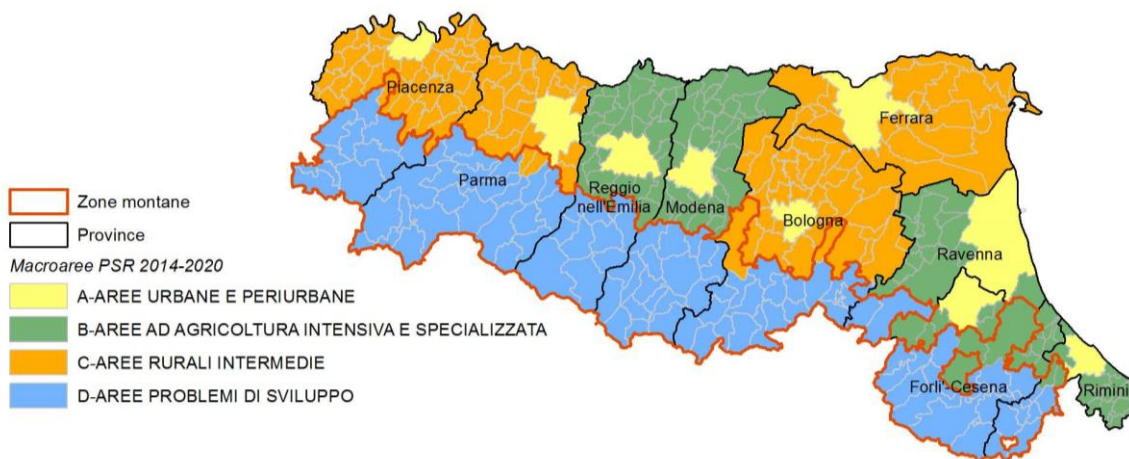 Piacenza
Ferrara
Parma
Reggio
nell'Emilia
Modena
Bologna
Ravenna
Forli'-Cesena
Rimini
Zone montane
Province
Macroaree PSR 2014-2020
A-AREE URBANE E PERIURBANE
B-AREE AD AGRICOLTURA INTENSIVA E SPECIALIZZATA
C-AREE RURALI INTERMEDIE
D-AREE PROBLEMI DI SVILUPPO